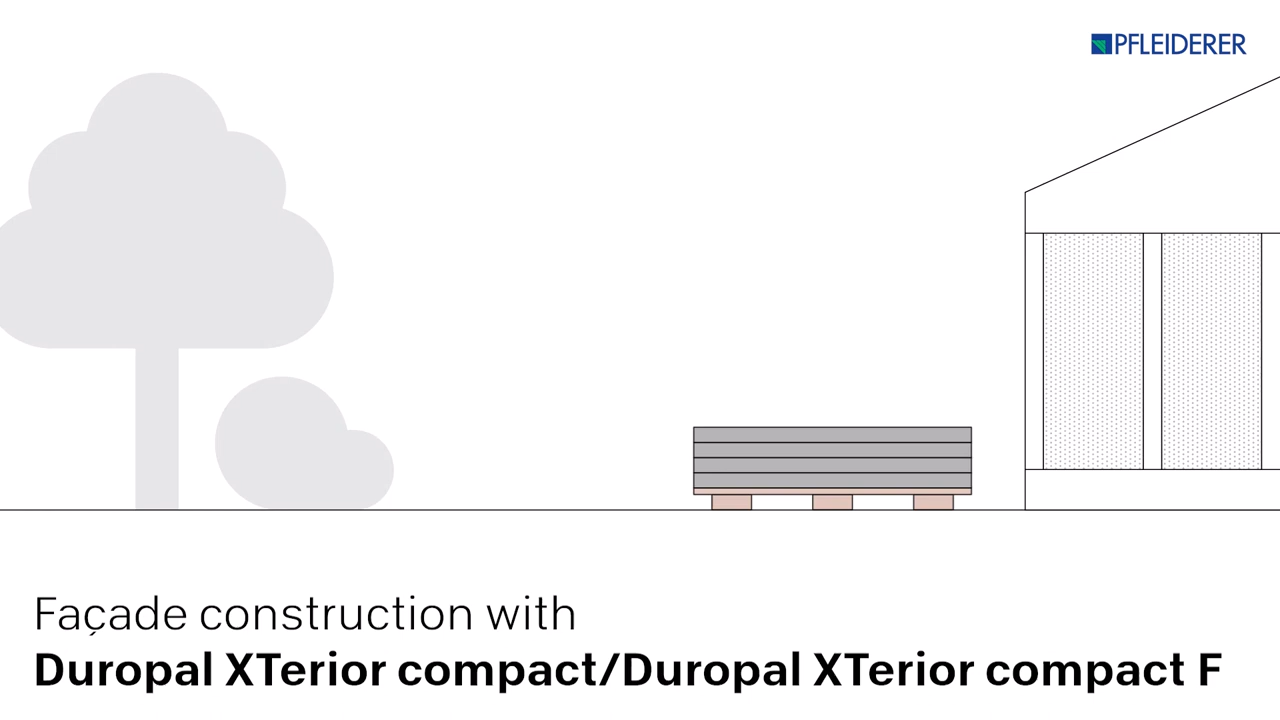 PFLEIDERER
Façade construction with
Duropal XTerior compact/Duropal XTerior compact F